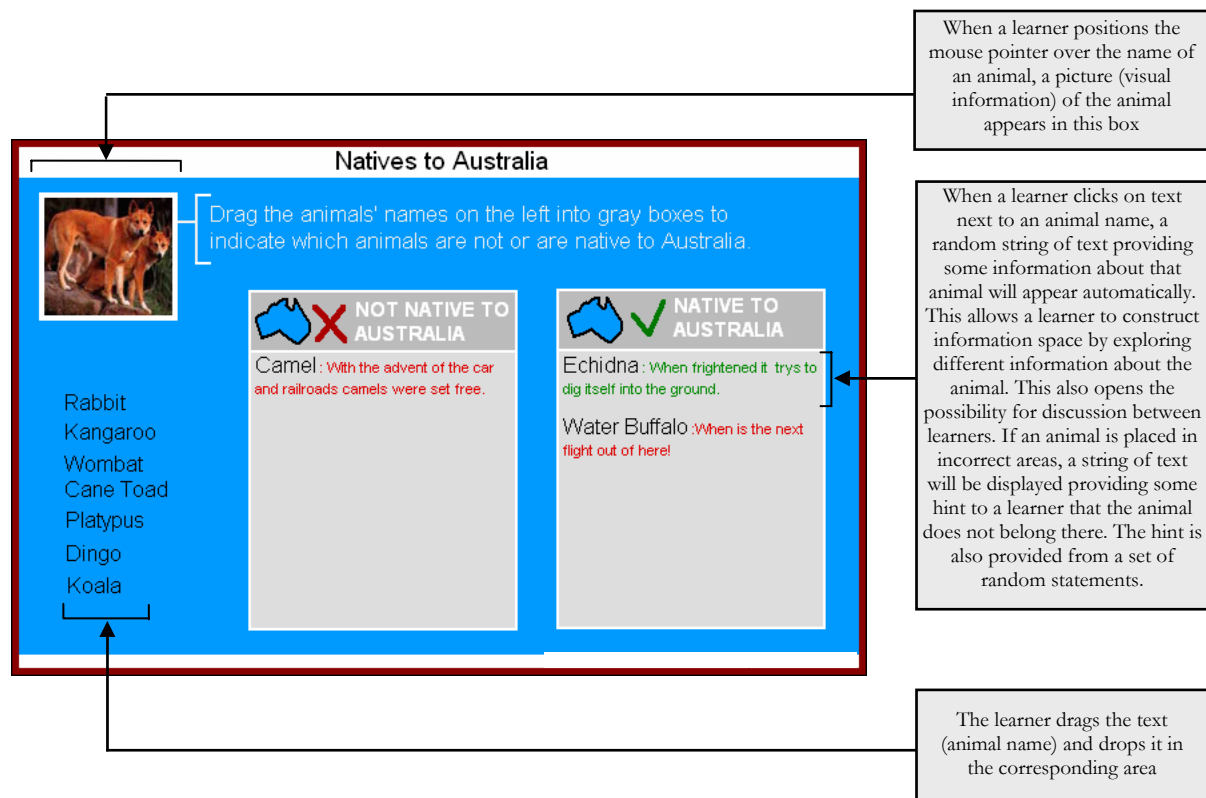 When a learner positions the
mouse pointer over the name of
an animal, a picture (visual
information) of the animal
appears in this box
Natives to Australia
Drag the animals' names on the left into gray boxes to
indicate which animals are not or are native to Australia.
NOT NATIVE TO
AUSTRALIA
Camel : With the advent of the car
and railroads camels were set free.
NATIVE TO
AUSTRALIA
Echidna : When frightened it trys to
dig itself into the ground.
Water Buffalo :When is the next
flight out of here!
Rabbit
Kangaroo
Wombat
Cane Toad
Platypus
Dingo
Koala
When a learner clicks on text
next to an animal name, a
random string of text providing
some information about that
animal will appear automatically.
This allows a learner to construct
information space by exploring
different information about the
animal. This also opens the
possibility for discussion between
learners. If an animal is placed in
incorrect areas, a string of text
will be displayed providing some
hint to a learner that the animal
does not belong there. The hint is
also provided from a set of
random statements.
The learner drags the text
(animal name) and drops it in
the corresponding area